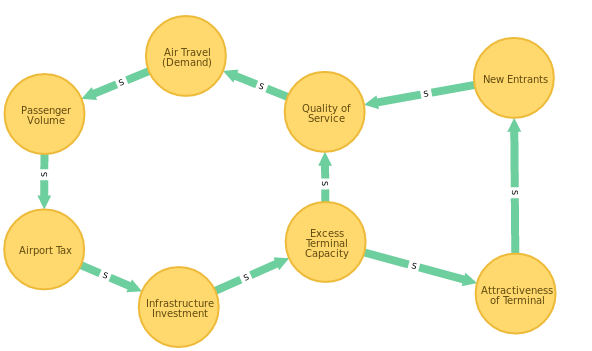 Air Travel
(Demand)
s
s
New Entrants
s
Quality of
Service
Passenger
Volume
s
s
s
Excess
Terminal
Capacity
Airport Tax
s
s
s
Attractiveness
of Terminal
Infrastructure
Investment